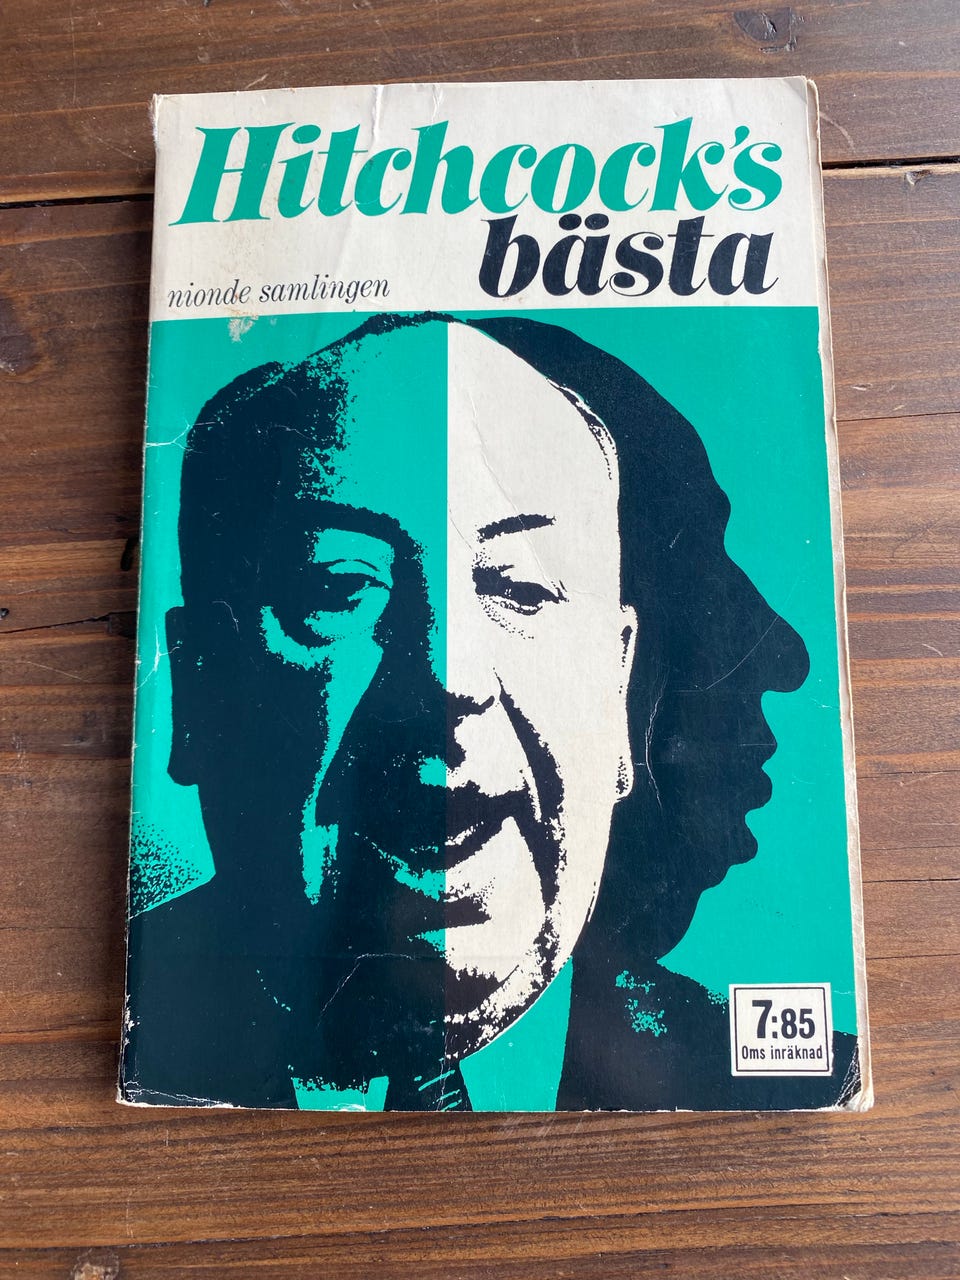 Hitchcock's
bästa
nionde samlingen
7:85
Oms inräknad